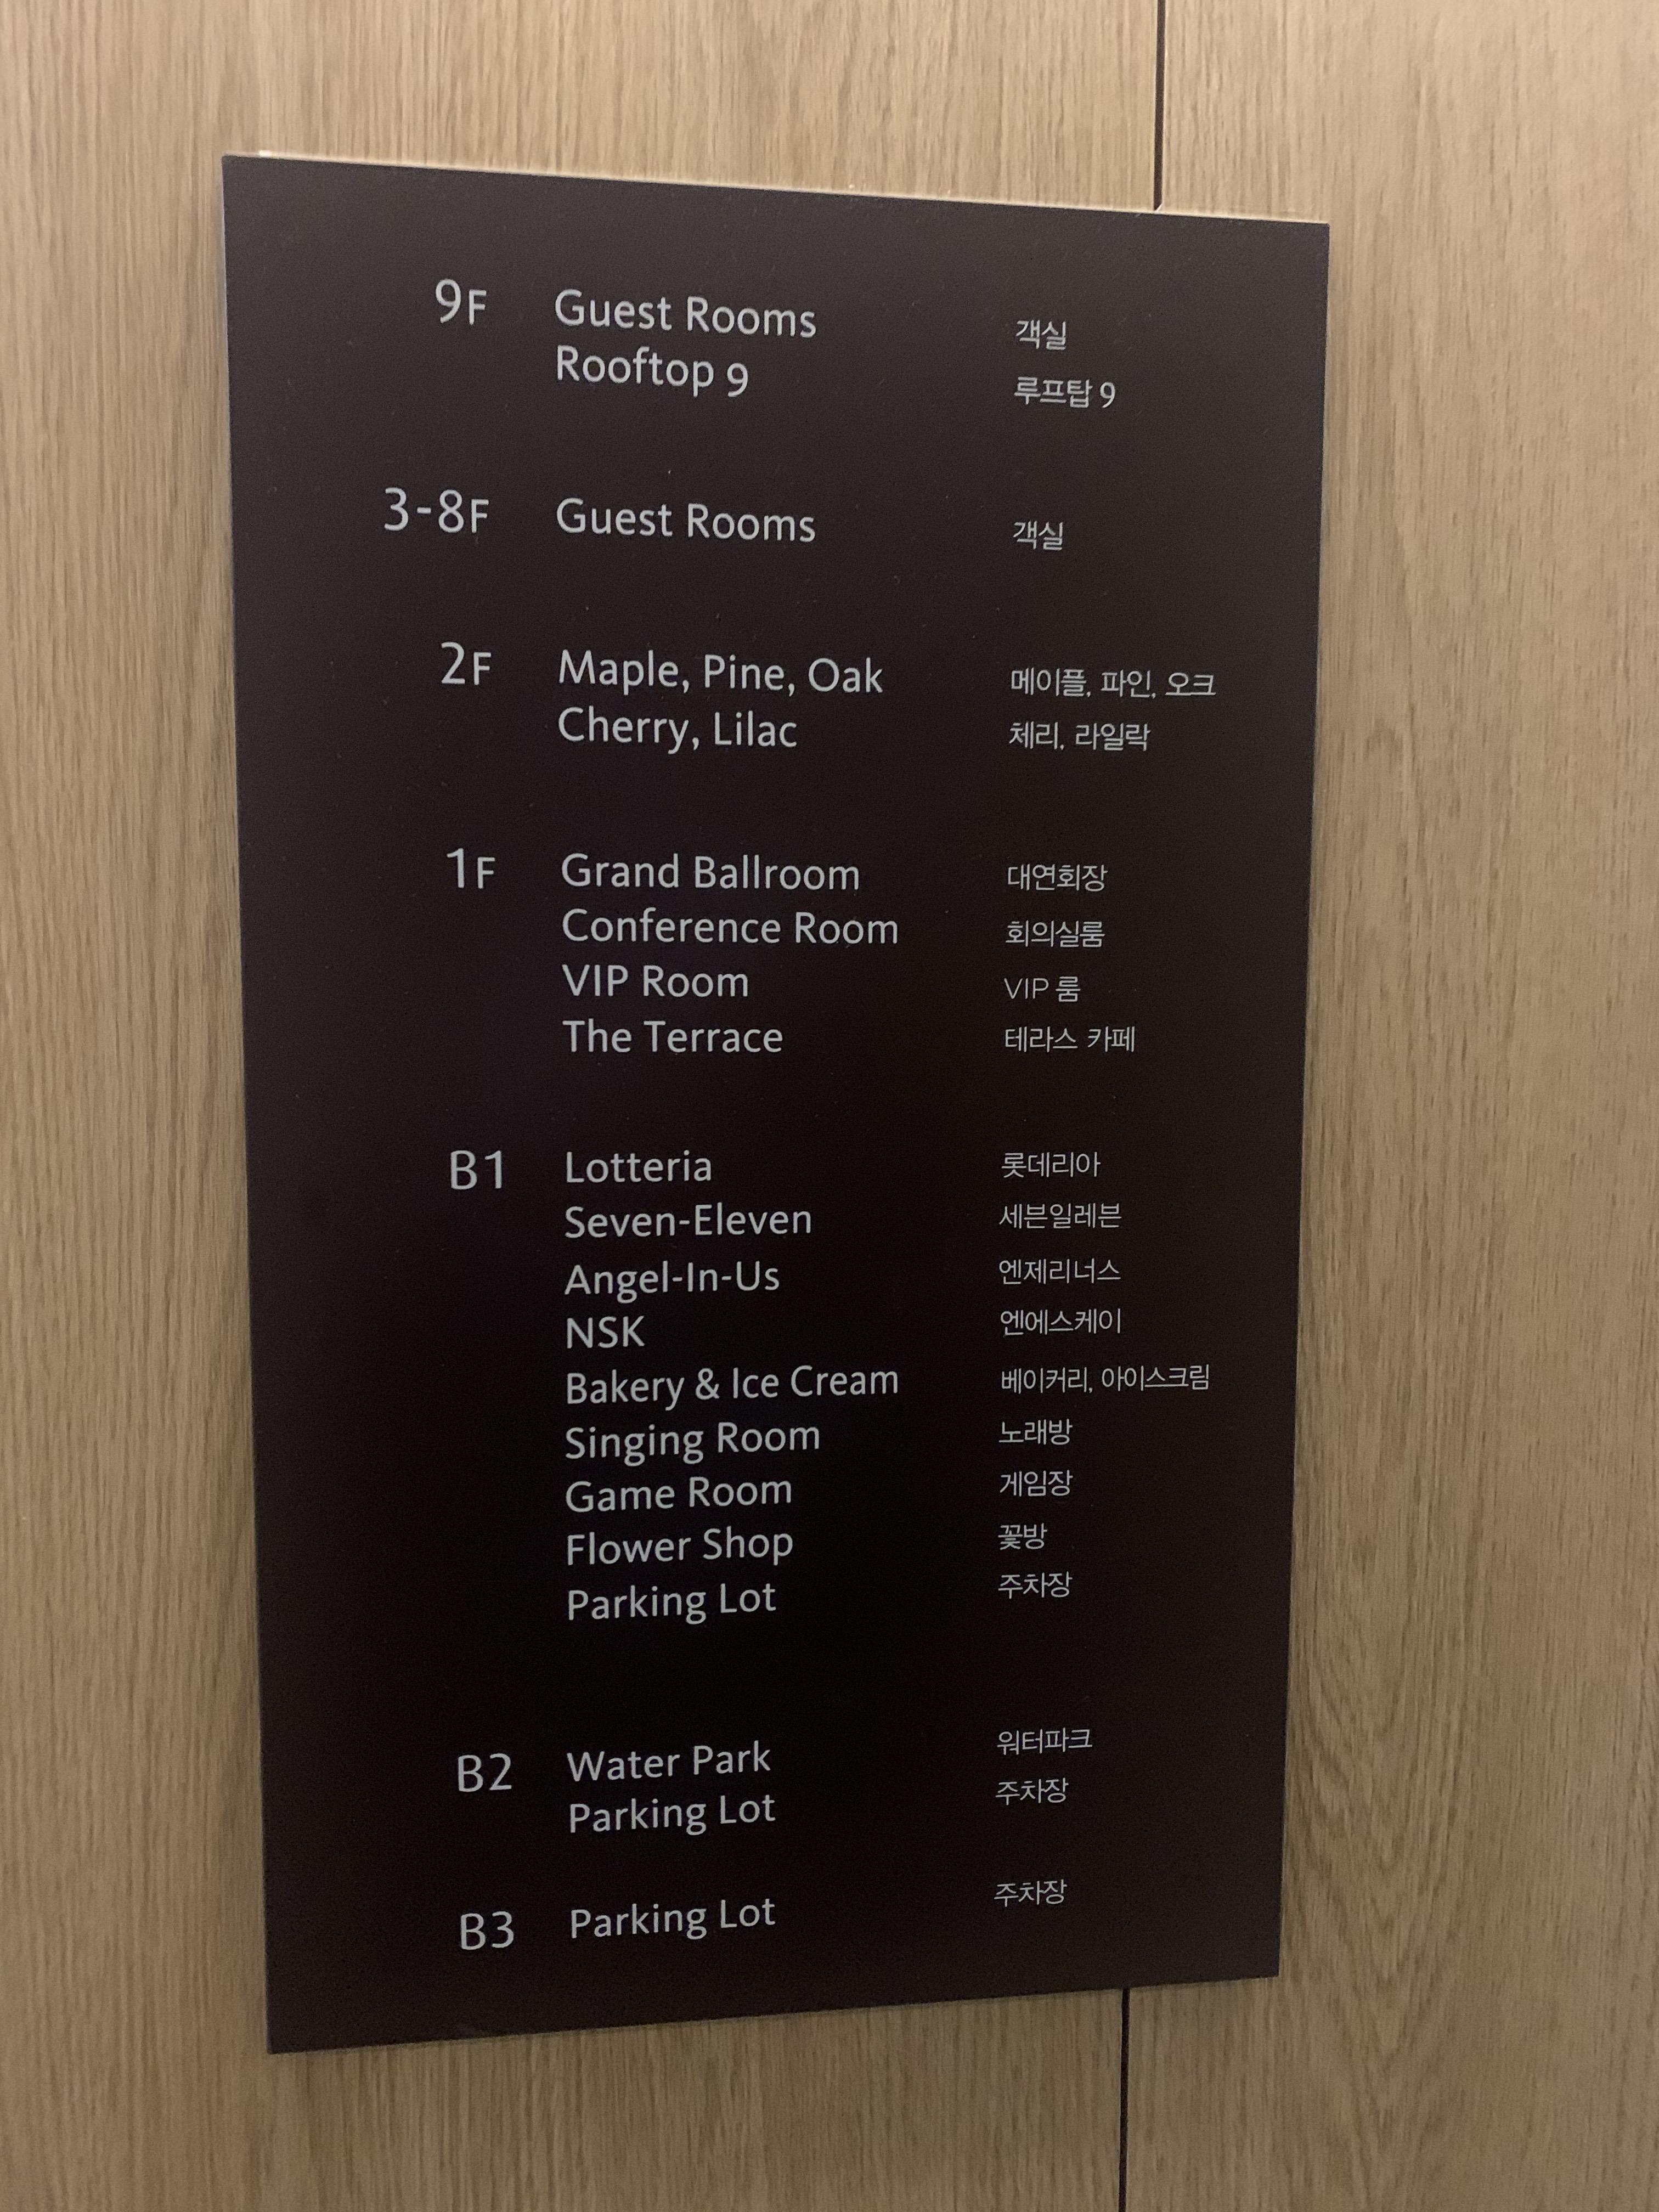 9F Guest Rooms 객실
Rooftop 9 루프탑 9
3-8F Guest Rooms 객실
2F Maple, Pine, Oak 메이플, 파인, 오크
Cherry, Lilac 체리, 라일락
1F Grand Ballroom 대연회장
Conference Room 회의실룸
VIP Room VIP 룸
The Terrace 테라스 카페
B1 Lotteria 롯데리아
Seven-Eleven 세븐일레븐
Angel-In-Us 엔제리너스
NSK 엔에스케이
Bakery & Ice Cream 베이커리, 아이스크림
Singing Room 노래방
Game Room 게임장
Flower Shop 꽃방
Parking Lot 주차장
B2 Water Park 워터파크
Parking Lot 주차장
B3 Parking Lot 주차장